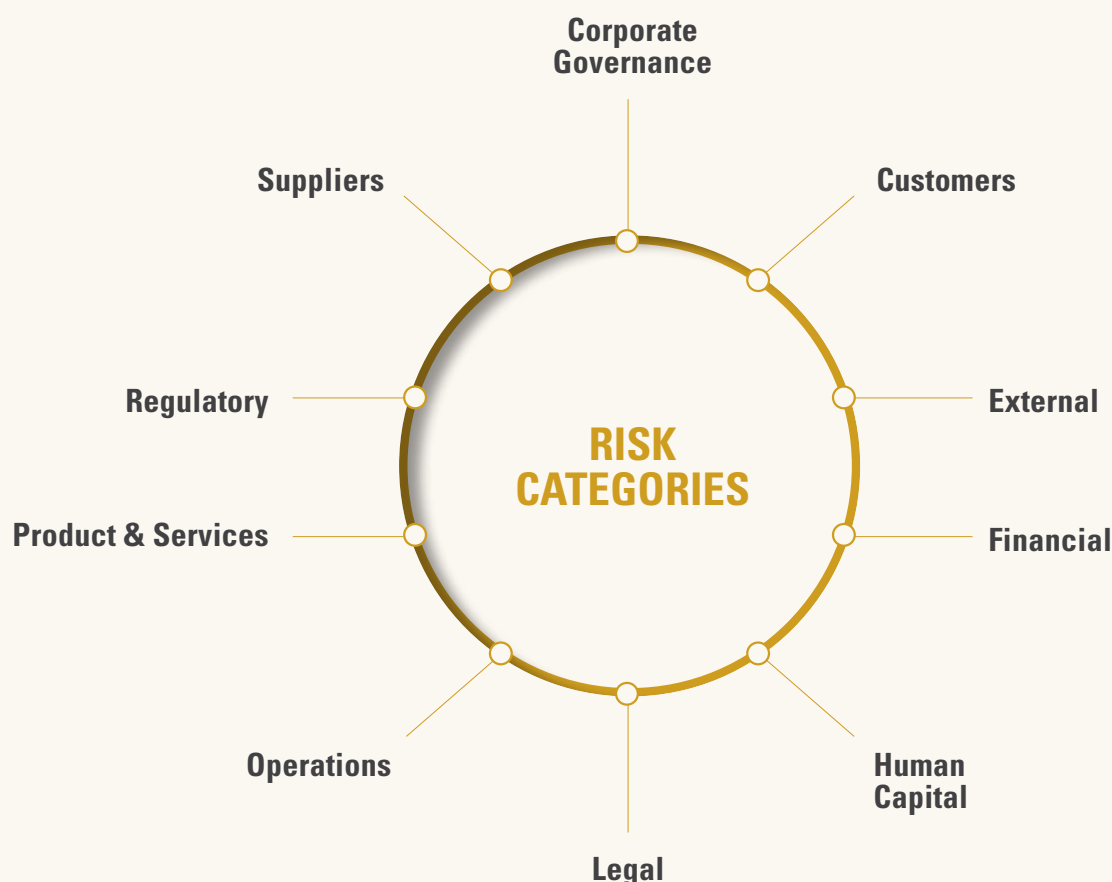 Corporate
Governance
Suppliers
Customers
Regulatory
External
RISK
CATEGORIES
Product & Services
Financial
Operations
Human
Capital
Legal